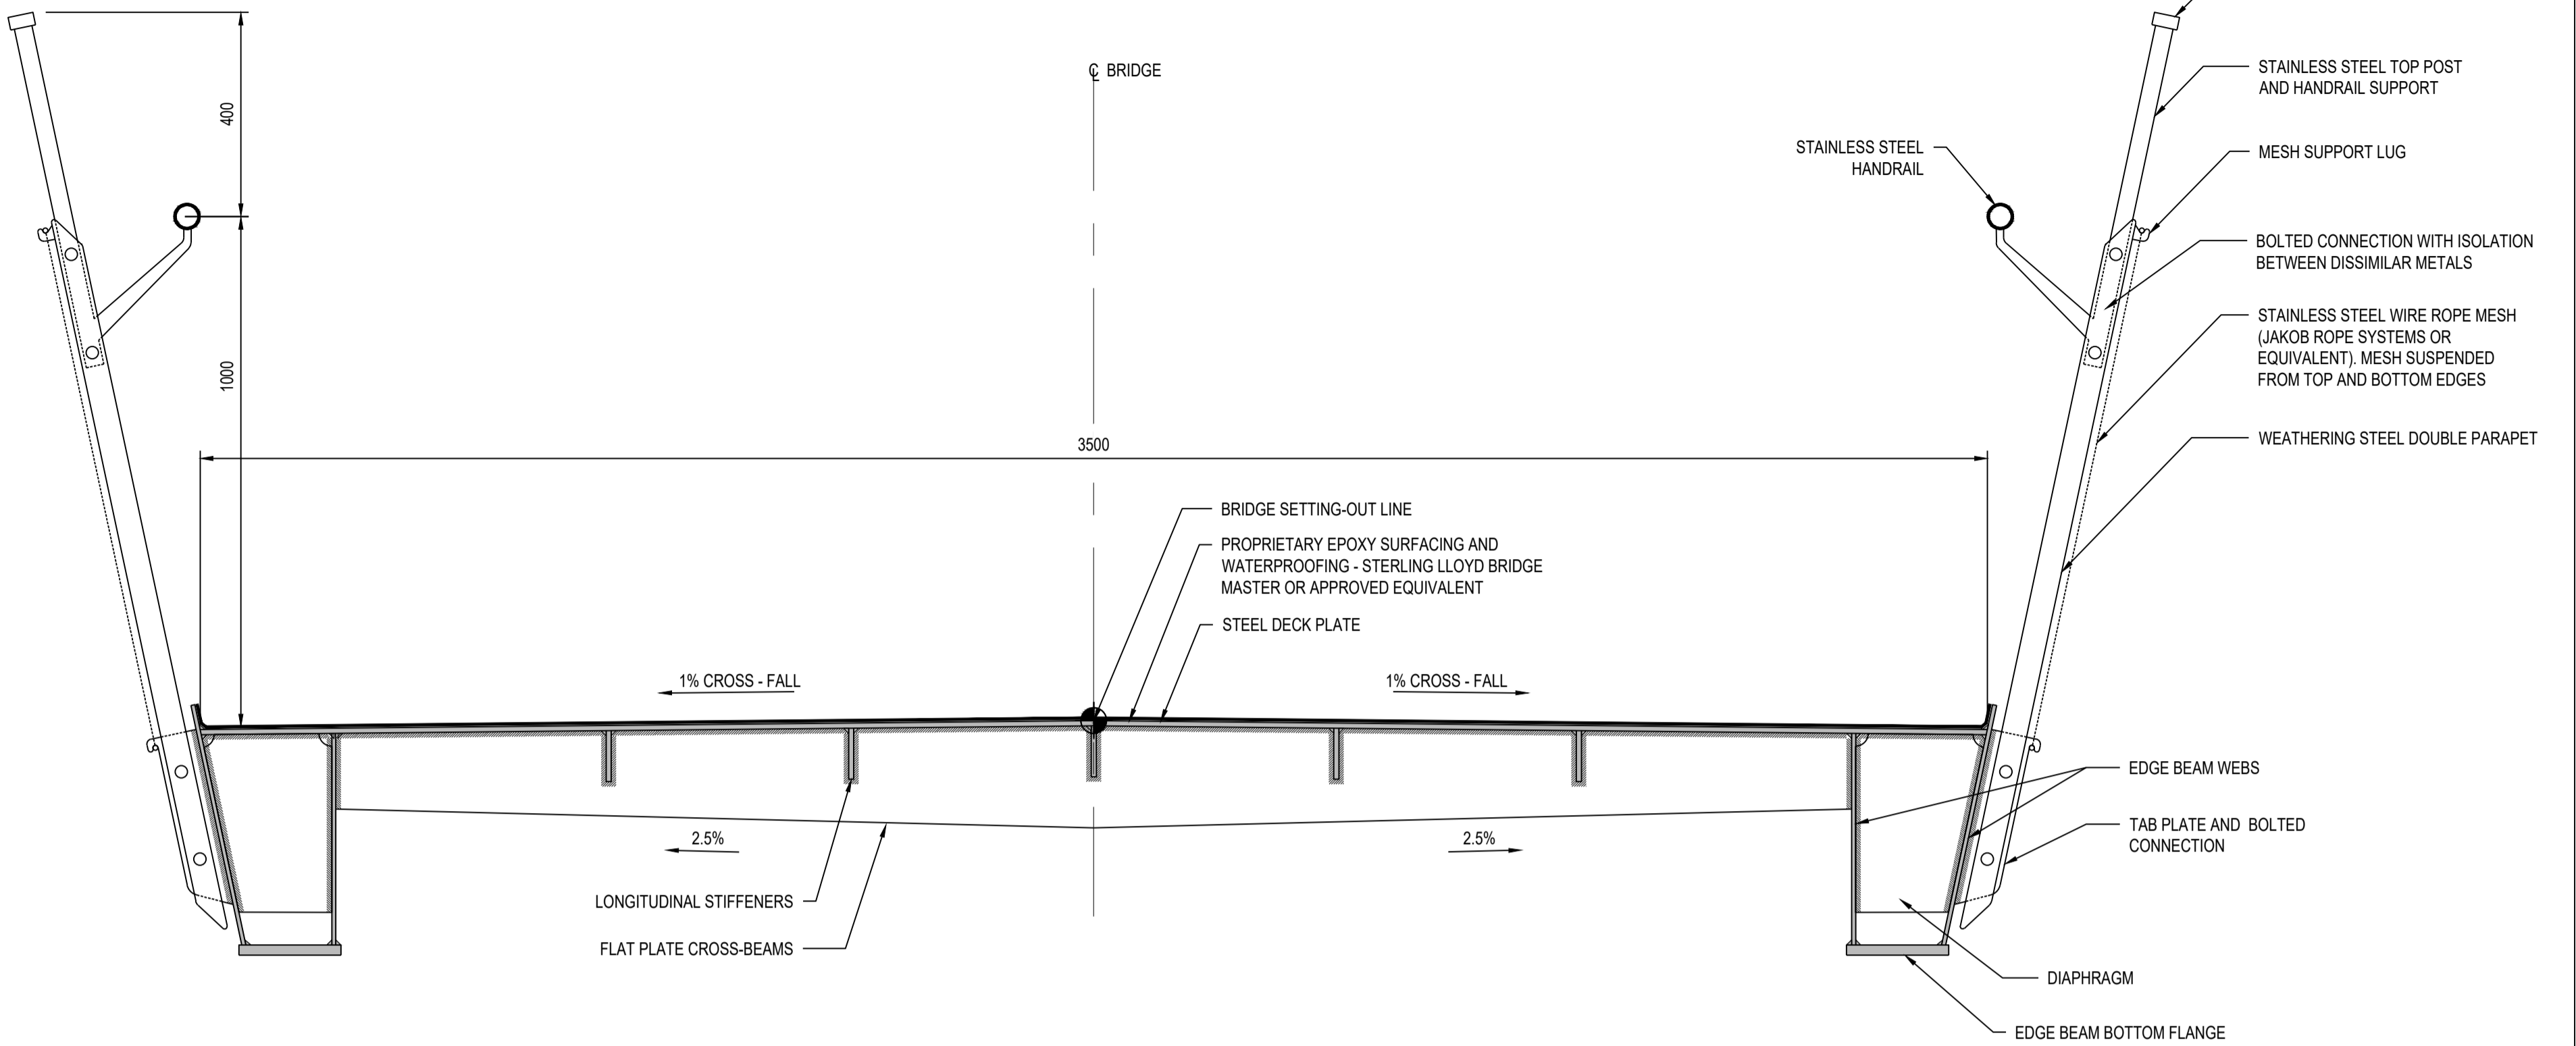 ℄ BRIDGE
400
1000
3500
STAINLESS STEEL
HANDRAIL
STAINLESS STEEL TOP POST
AND HANDRAIL SUPPORT
MESH SUPPORT LUG
BOLTED CONNECTION WITH ISOLATION
BETWEEN DISSIMILAR METALS
STAINLESS STEEL WIRE ROPE MESH
(JAKOB ROPE SYSTEMS OR
EQUIVALENT). MESH SUSPENDED
FROM TOP AND BOTTOM EDGES
WEATHERING STEEL DOUBLE PARAPET
BRIDGE SETTING-OUT LINE
PROPRIETARY EPOXY SURFACING AND
WATERPROOFING - STERLING LLOYD BRIDGE
MASTER OR APPROVED EQUIVALENT
STEEL DECK PLATE
1% CROSS - FALL
1% CROSS - FALL
2.5%
2.5%
LONGITUDINAL STIFFENERS
FLAT PLATE CROSS-BEAMS
EDGE BEAM WEBS
TAB PLATE AND BOLTED
CONNECTION
DIAPHRAGM
EDGE BEAM BOTTOM FLANGE